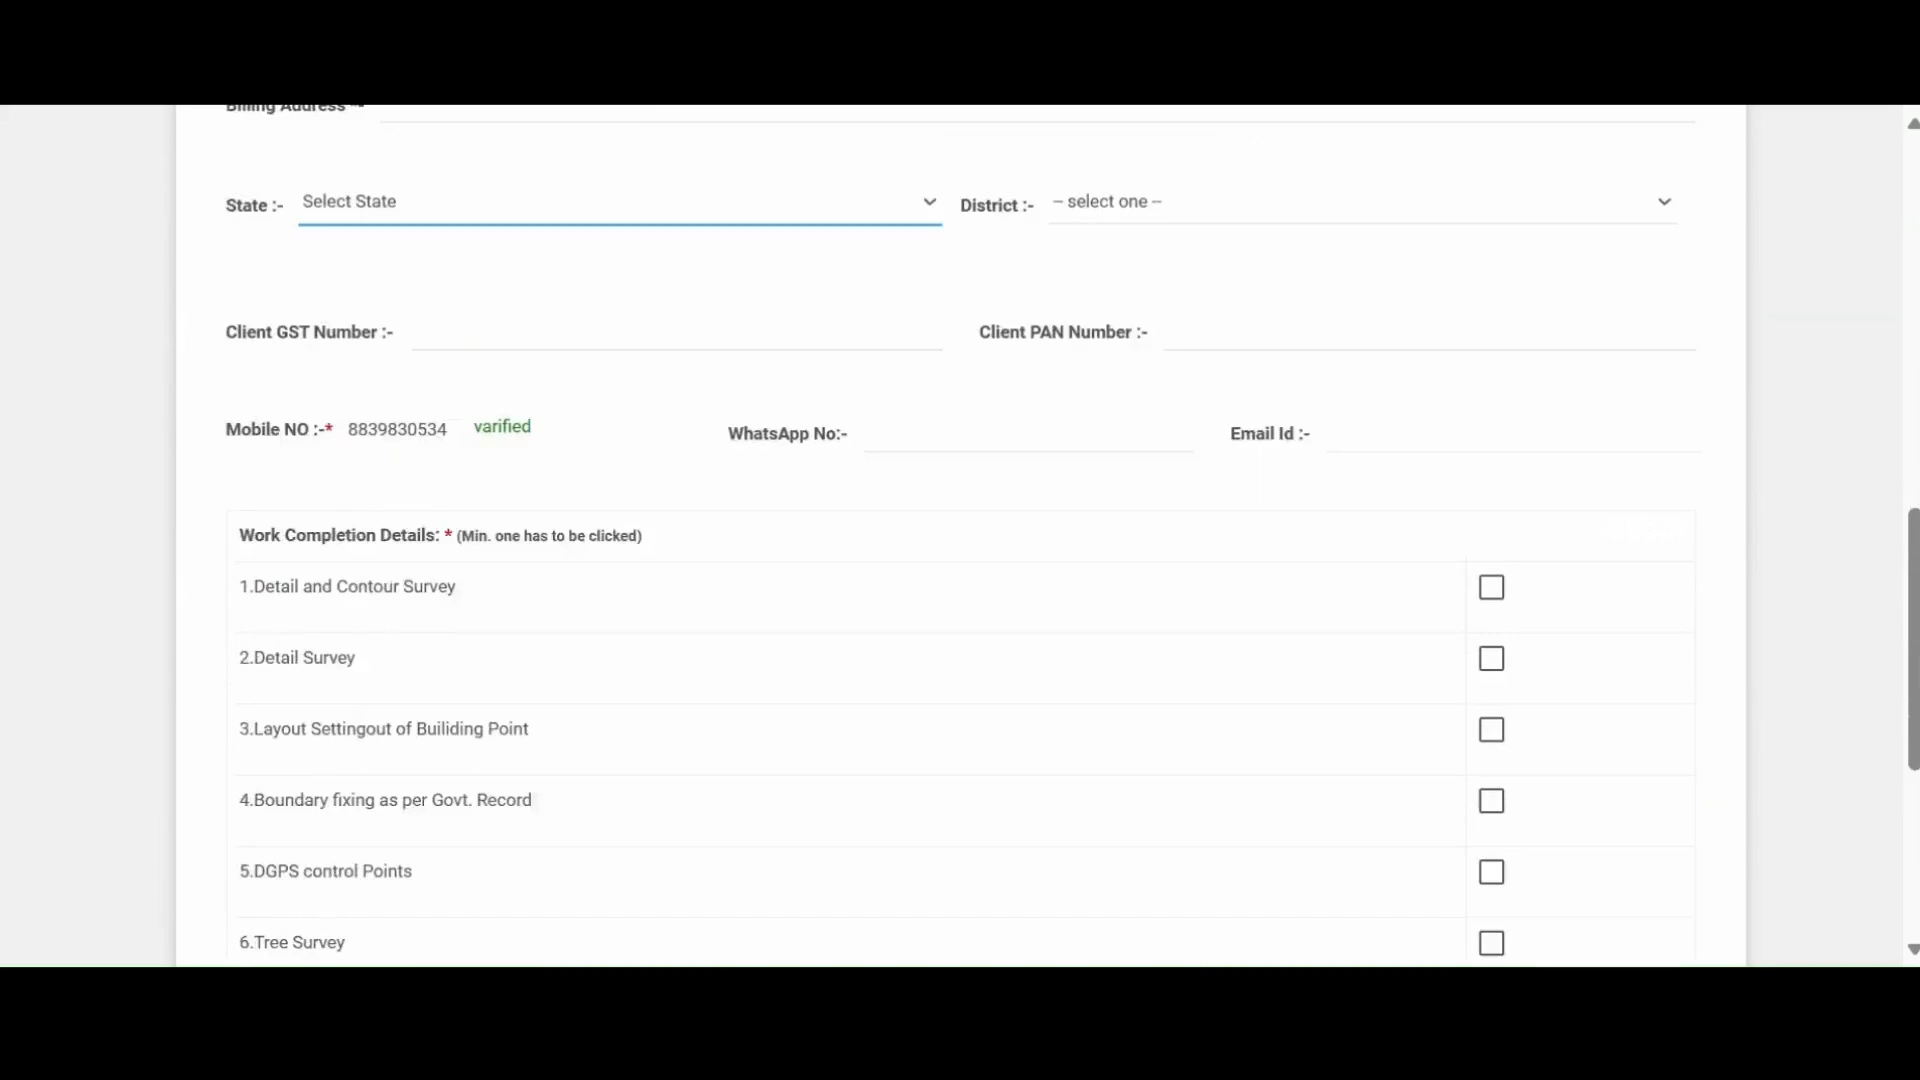 Billing Address *-
State :- Select State District :- -- select one --
Client GST Number :- Client PAN Number :-
Mobile NO :-* 8839830534 varified WhatsApp No:- Email Id :-
Work Completion Details: * (Min. one has to be clicked)
1.Detail and Contour Survey
2.Detail Survey
3.Layout Settingout of Builiding Point
4.Boundary fixing as per Govt. Record
5.DGPS control Points
6.Tree Survey